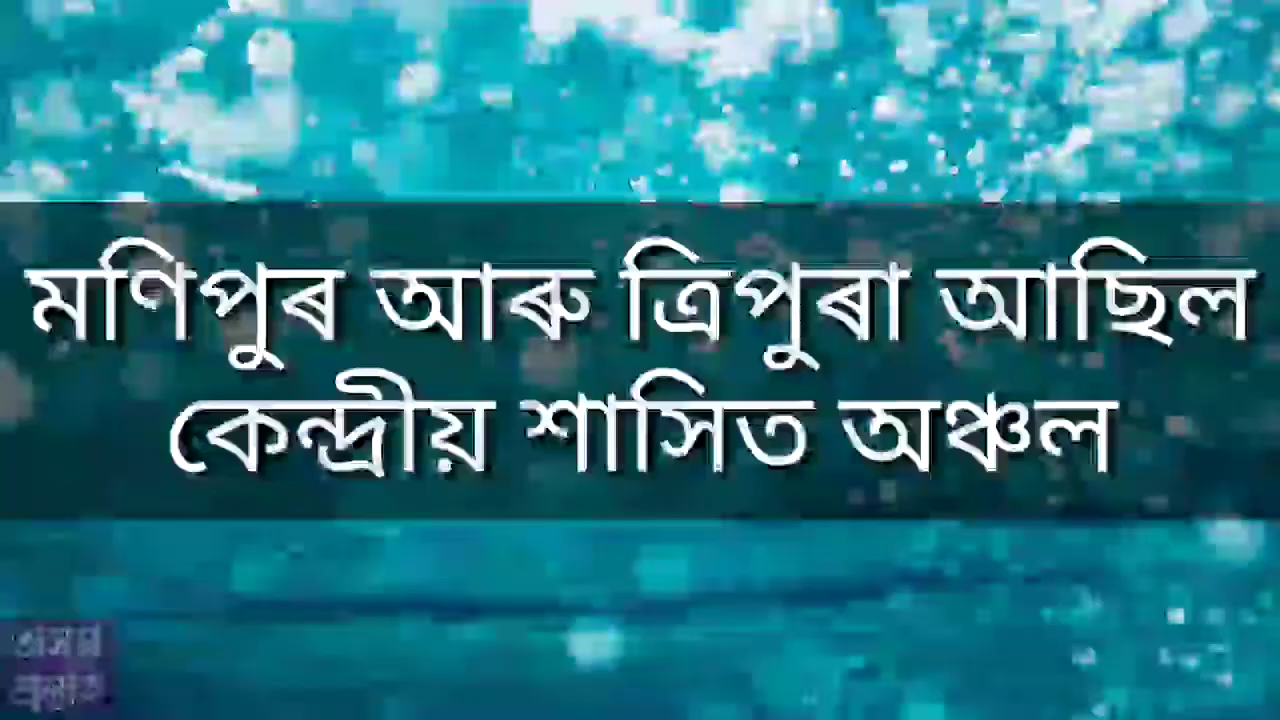 মণিপুৰ আৰু ত্ৰিপুৰা আছিল
কেন্দ্ৰীয় শাসিত অঞ্চল